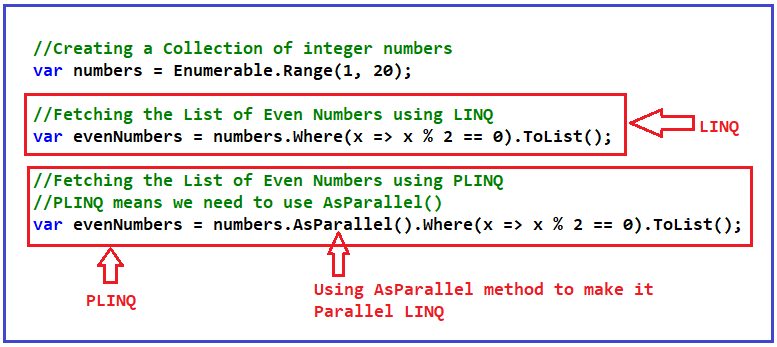 //Creating a Collection of integer numbers
var numbers = Enumerable.Range(1, 20);
//Fetching the List of Even Numbers using LINQ
var evenNumbers = numbers.Where(x => x % 2 == 0).ToList();
LINQ
//Fetching the List of Even Numbers using PLINQ
//PLINQ means we need to use AsParallel()
var evenNumbers = numbers.AsParallel().Where(x => x % 2 == 0).ToList();
PLINQ
Using AsParallel method to make it
Parallel LINQ